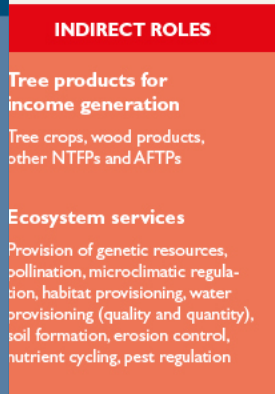 INDIRECT ROLES
Tree products for
income generation
Tree crops, wood products,
other NTFPs and AFTPs
Ecosystem services
Provision of genetic resources,
pollination, microclimatic regula-
tion, habitat provisioning, water
provisioning (quality and quantity),
soil formation, erosion control,
nutrient cycling, pest regulation